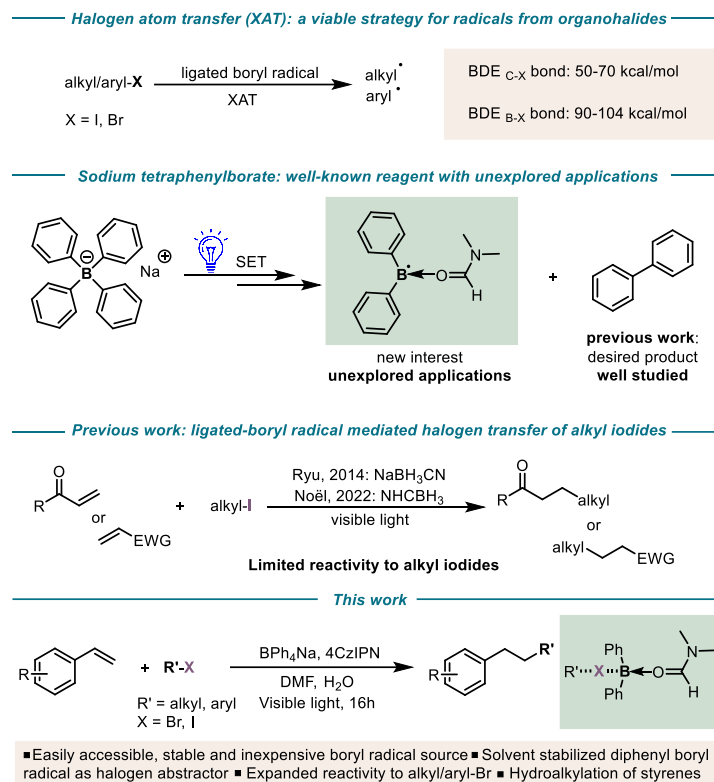 Halogen atom transfer (XAT): a viable strategy for radicals from organohalides
alkyl/aryl-X
ligated boryl radical
XAT
alkyl•
aryl•
X = I, Br
BDE C-X bond: 50-70 kcal/mol
BDE B-X bond: 90-104 kcal/mol
Sodium tetraphenylborate: well-known reagent with unexplored applications
B
⊖
Na
⊕
SET
B
•
O
N
H
+
new interest
unexplored applications
previous work:
desired product
well studied
Previous work: ligated-boryl radical mediated halogen transfer of alkyl iodides
O
R
or
EWG
+
alkyl-I
Ryu, 2014: NaBH3CN
Noël, 2022: NHCBH3
visible light
O
R
alkyl
or
alkyl
EWG
Limited reactivity to alkyl iodides
This work
R
+
R'-X
R' = alkyl, aryl
X = Br, I
BPh4Na, 4CzIPN
DMF, H2O
Visible light, 16h
R
R'
Ph
R'
X
B
O
N
H
Ph
▪Easily accessible, stable and inexpensive boryl radical source ▪ Solvent stabilized diphenyl boryl
radical as halogen abstractor ▪ Expanded reactivity to alkyl/aryl-Br ▪ Hydroalkylation of styrenes